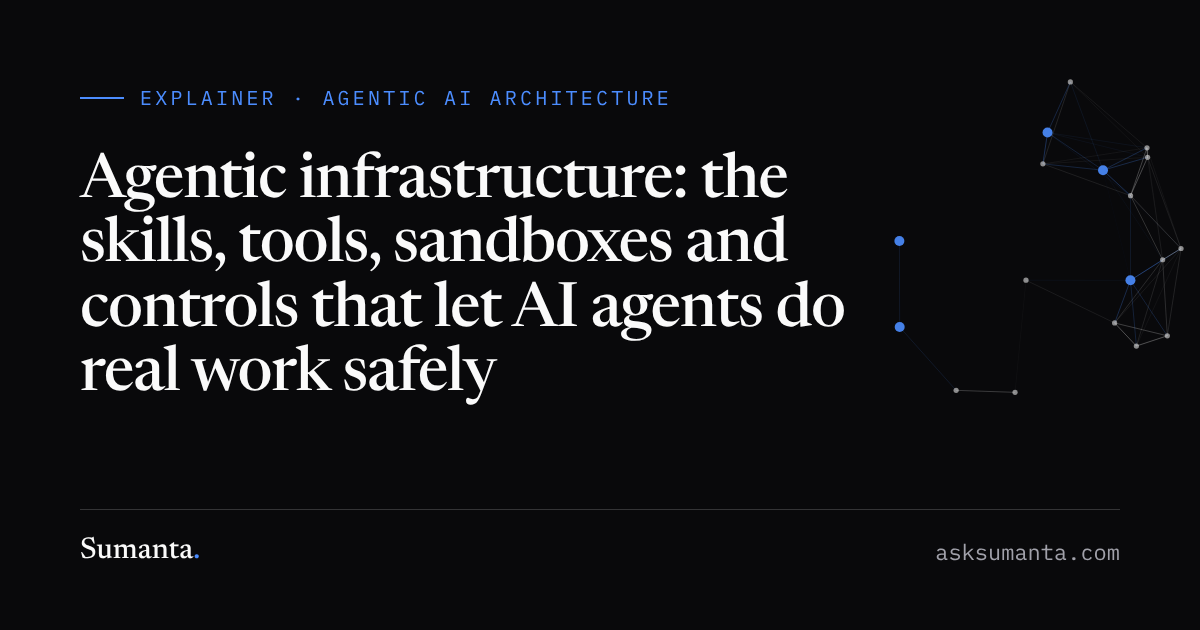 EXPLAINER · AGENTIC AI ARCHITECTURE
Agentic infrastructure: the
skills, tools, sandboxes and
controls that let AI agents do
real work safely
Sumanta.
asksumanta.com